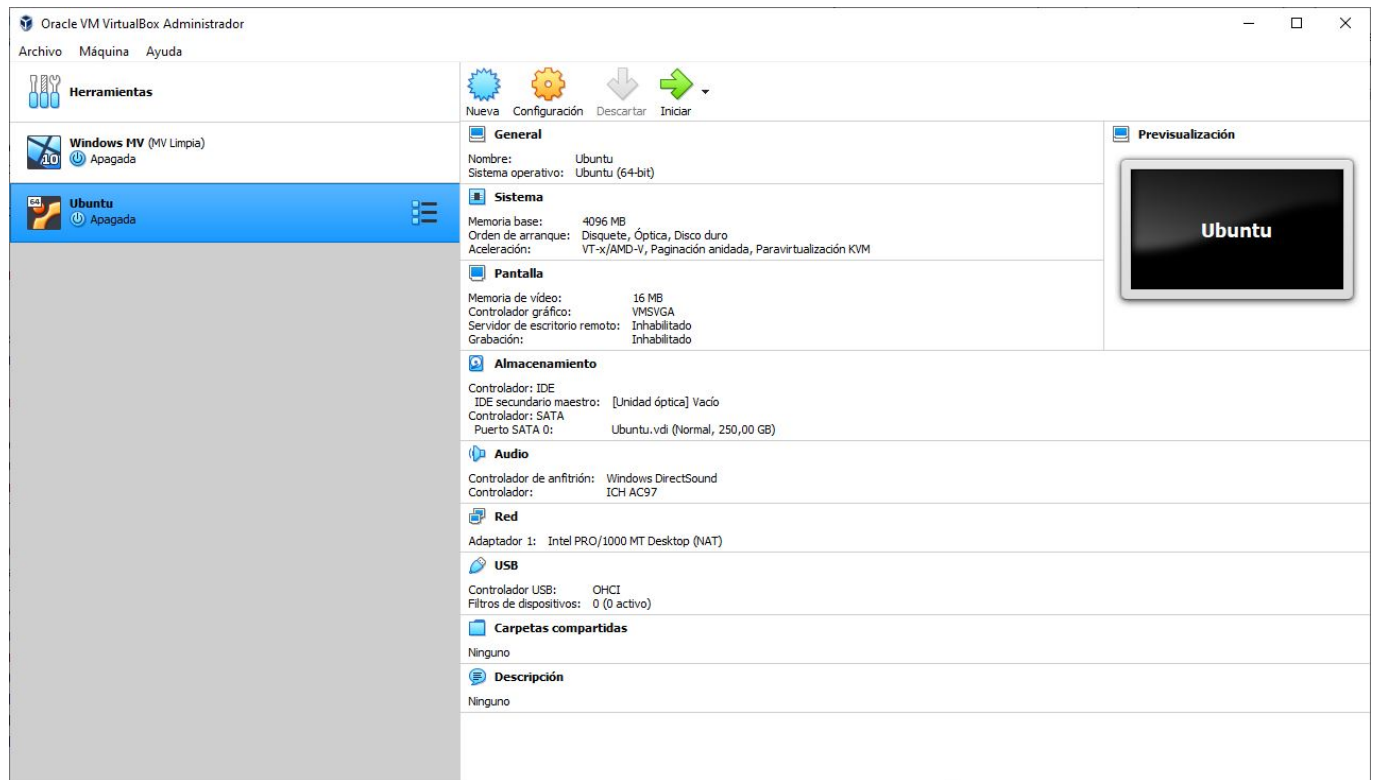 Oracle VM VirtualBox Administrador
Archivo Máquina Ayuda
Herramientas
Windows MV (MV Limpia)
10
Apagada
64
Ubuntu
Apagada
Nueva Configuración Descartar Iniciar
General
Nombre: Ubuntu
Sistema operativo: Ubuntu (64-bit)
Sistema
Memoria base: 4096 MB
Orden de arranque: Disquete, Óptica, Disco duro
Aceleración: VT-x/AMD-V, Paginación anidada, Paravirtualización KVM
Pantalla
Memoria de vídeo: 16 MB
Controlador gráfico: VMSVGA
Servidor de escritorio remoto: Inhabilitado
Grabación: Inhabilitado
Previsualización
Ubuntu
Almacenamiento
Controlador: IDE
IDE secundario maestro: [Unidad óptica] Vacío
Controlador: SATA
Puerto SATA 0: Ubuntu.vdi (Normal, 250,00 GB)
Audio
Controlador de anfitrión: Windows DirectSound
Controlador: ICH AC97
Red
Adaptador 1: Intel PRO/1000 MT Desktop (NAT)
USB
Controlador USB: OHCI
Filtros de dispositivos: 0 (0 activo)
Carpetas compartidas
Ninguno
Descripción
Ninguno